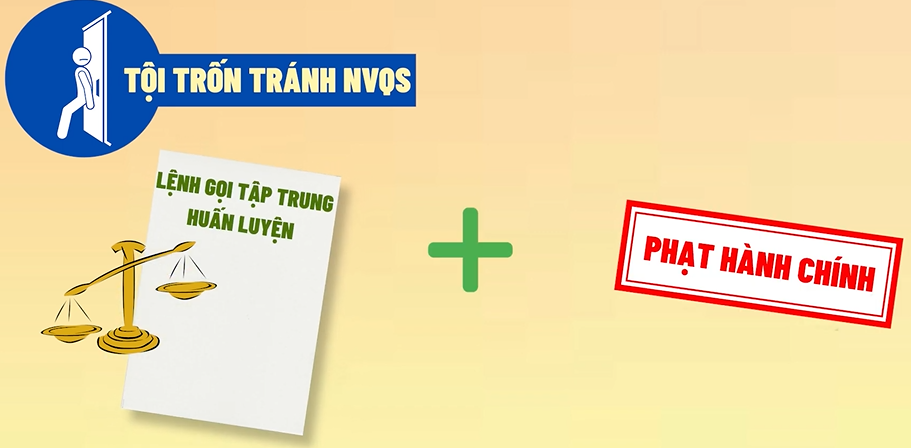 TỘI TRỐN TRÁNH NVQS
LỆNH GỌI TẬP TRUNG
HUẤN LUYỆN
PHẠT HÀNH CHÍNH